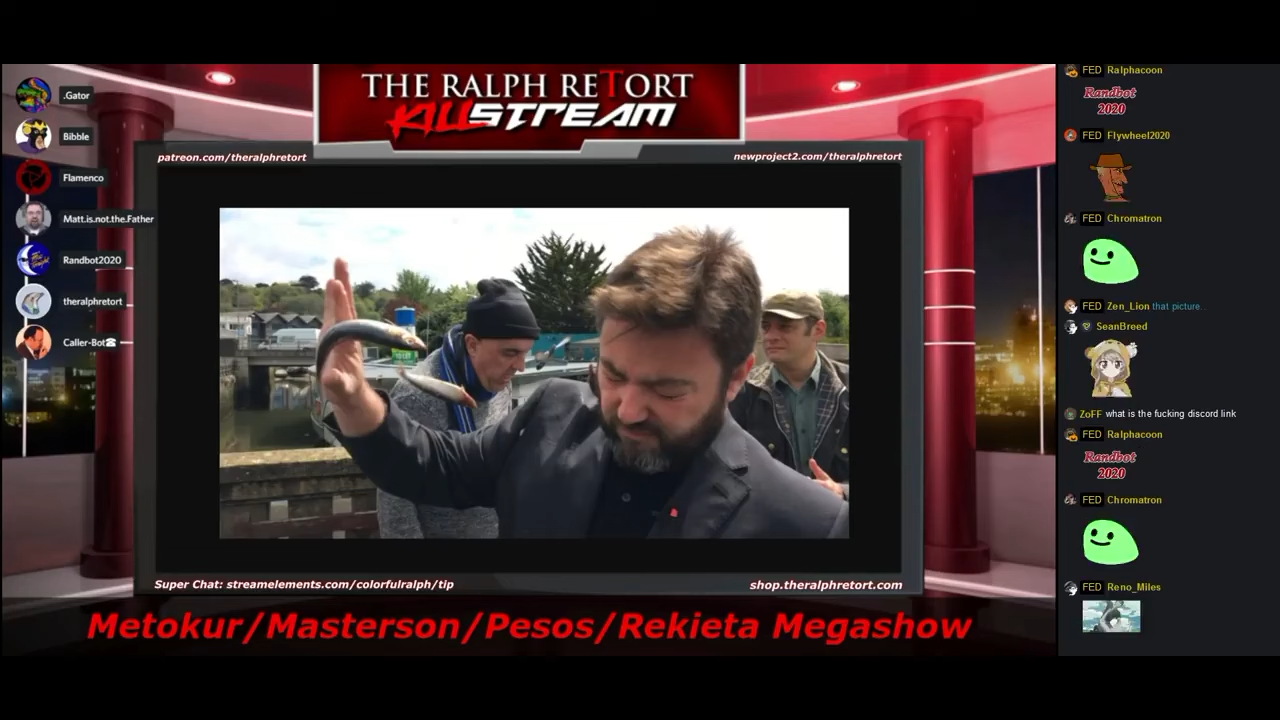 THE RALPH RETORT
KILLSTREAM
patreon.com/theralphretort
newproject2.com/theralphretort
.Gator
Bibble
Flamenco
Matt.is.not.the.Father
Randbot2020
theralphretort
Caller-Bot☎
Super Chat: streamelements.com/colorfulralph/tip
shop.theralphretort.com
Metokur/Masterson/Pesos/Rekieta Megashow
FED Ralphacoon
Randbot
2020
FED Flywheel2020
FED Chromatron
FED Zen_Lion that picture..
SeanBreed
ZoFF what is the fucking discord link
FED Ralphacoon
Randbot
2020
FED Chromatron
FED Reno_Miles